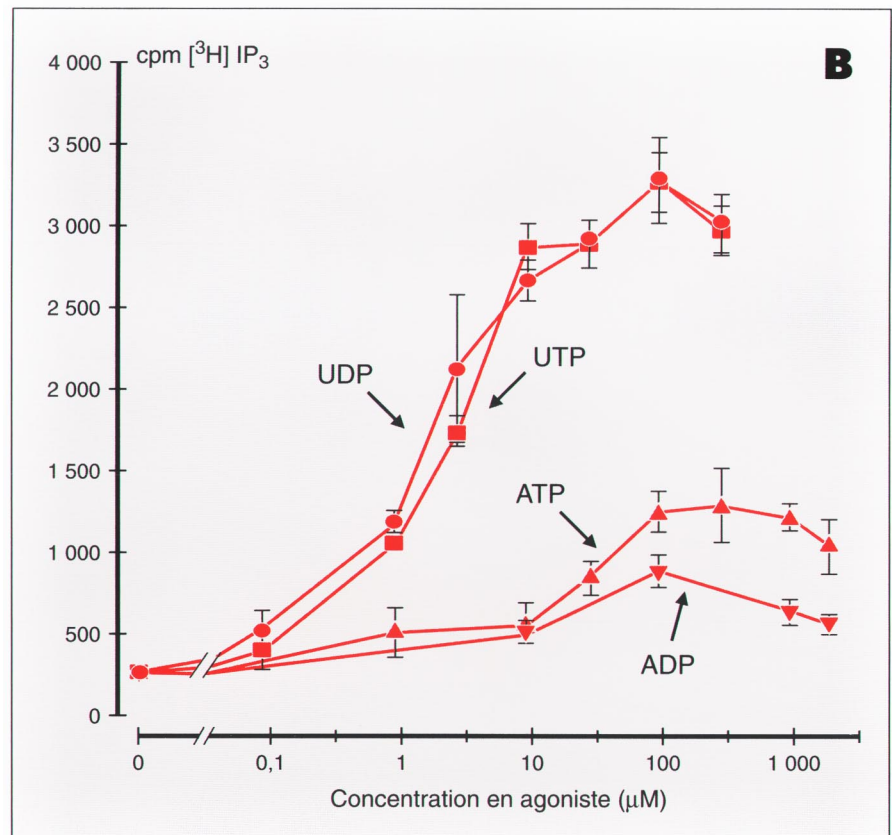 cpm [³H] IP₃
B
4 000
3 500
3 000
2 500
2 000
1 500
1 000
500
0
UDP
UTP
ATP
ADP
0
0,1
1
10
100
1 000
Concentration en agoniste (µM)